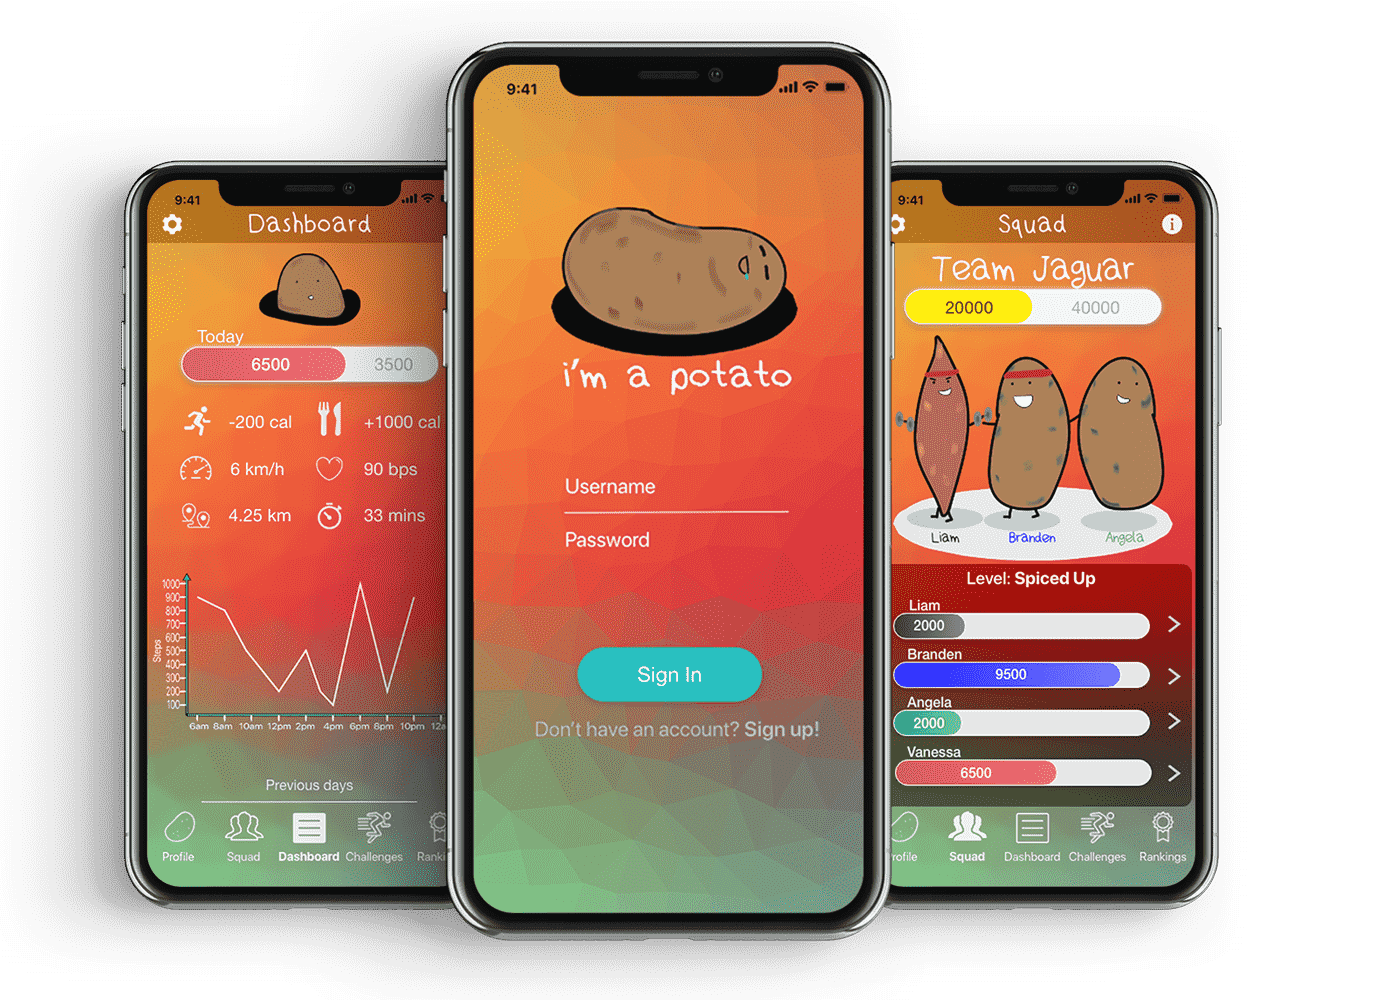 9:41
Dashboard
Today
6500 3500
-200 cal +1000 cal
6 km/h 90 bps
4.25 km 33 mins
Steps
1000
900
800
700
600
500
400
300
200
100
6am 8am 10am 12pm 2pm 4pm 6pm 8pm 10pm 12a
Previous days
Profile Squad Dashboard Challenges Ranki
9:41
i'm a potato
Username
Password
Sign In
Don't have an account? Sign up!
9:41
Squad
i
Team Jaguar
20000 40000
Liam Branden Angela
Level: Spiced Up
Liam
2000
Branden
9500
Angela
2000
Vanessa
6500
rofile Squad Dashboard Challenges Rankings